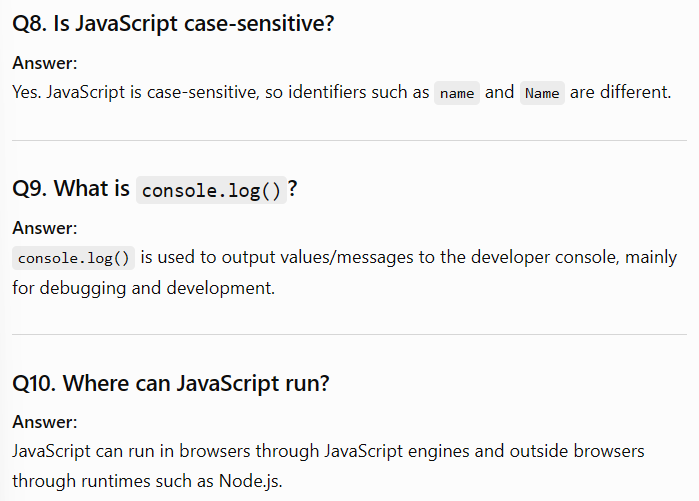 Q8. Is JavaScript case-sensitive?
Answer:
Yes. JavaScript is case-sensitive, so identifiers such as name and Name are different.
Q9. What is console.log()?
Answer:
console.log() is used to output values/messages to the developer console, mainly
for debugging and development.
Q10. Where can JavaScript run?
Answer:
JavaScript can run in browsers through JavaScript engines and outside browsers
through runtimes such as Node.js.